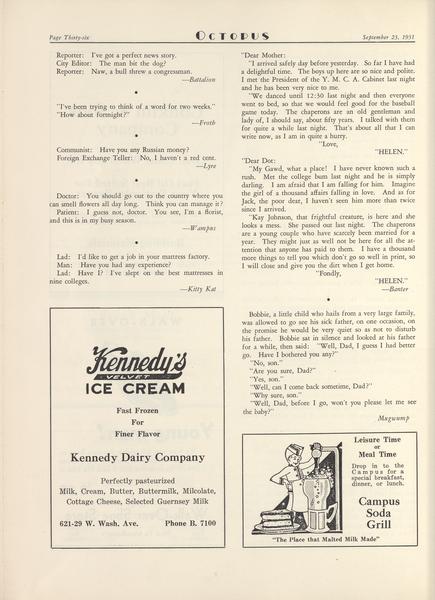 Page Thirty-six
OCTOPUS
September 23, 1931
Reporter: I've got a perfect news story.
City Editor: The man bit the dog?
Reporter: Naw, a bull threw a congressman.
—Battalion
"I've been trying to think of a word for two weeks."
"How about fortnight?"
—Froth
Communist: Have you any Russian money?
Foreign Exchange Teller: No, I haven't a red cent.
—Lyre
Doctor: You should go out to the country where you
can smell flowers all day long. Think you can manage it?
Patient: I guess not, doctor. You see, I'm a florist,
and this is in my busy season.
—Wampus
Lad: I'd like to get a job in your mattress factory.
Man: Have you had any experience?
Lad: Have I? I've slept on the best mattresses in
nine colleges.
—Kitty Kat
Kennedy's
VELVET
ICE CREAM
Fast Frozen
For
Finer Flavor
Kennedy Dairy Company
Perfectly pasteurized
Milk, Cream, Butter, Buttermilk, Milcolate,
Cottage Cheese, Selected Guernsey Milk
621-29 W. Wash. Ave.
Phone B. 7100
"Dear Mother:
"I arrived safely day before yesterday. So far I have had
a delightful time. The boys up here are so nice and polite.
I met the President of the Y. M. C. A. Cabinet last night
and he has been very nice to me.
"We danced until 12:30 last night and then everyone
went to bed, so that we would feel good for the baseball
game today. The chaperons are an old gentleman and
lady of, I should say, about fifty years. I talked with them
for quite a while last night. That's about all that I can
write now, as I am in quite a hurry.
"Love,
"HELEN."
"Dear Dot:
"My Gawd, what a place! I have never known such a
rush. Met the college bum last night and he is simply
darling. I am afraid that I am falling for him. Imagine
the girl of a thousand affairs falling in love. And as for
Jack, the poor dear, I haven't seen him more than twice
since I arrived.
"Kay Johnson, that frightful creature, is here and she
looks a mess. She passed out last night. The chaperons
are a young couple who have scarcely been married for a
year. They might just as well not be here for all the at-
tention that anyone has paid to them. I have a thousand
more things to tell you which don't go so well in print, so
I will close and give you the dirt when I get home.
"Fondly,
"HELEN."
—Banter
Bobbie, a little child who hails from a very large family,
was allowed to go see his sick father, on one occasion, on
the promise he would be very quiet so as not to disturb
his father. Bobbie sat in silence and looked at his father
for a while, then said: "Well, Dad, I guess I had better
go. Have I bothered you any?"
"No, son."
"Are you sure, Dad?"
"Yes, son."
"Well, can I come back sometime, Dad?"
"Why sure, son."
"Well, Dad, before I go, won't you please let me see
the baby?"
Mugwump
Leisure Time
or
Meal Time
Drop in to the
Campus for a
special breakfast,
dinner, or lunch.
Campus
Soda
Grill
"The Place that Malted Milk Made"